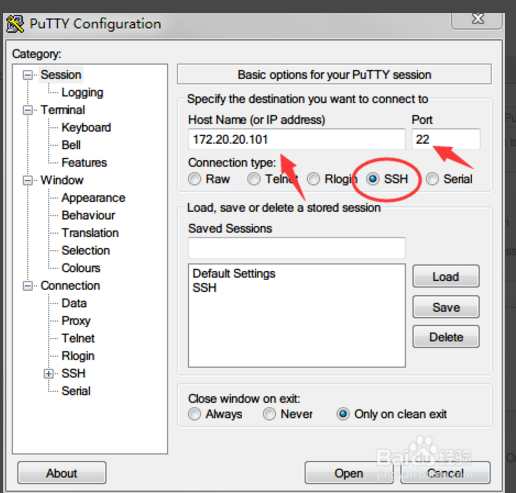 PuTTY Configuration
Category:
Session
Logging
Terminal
Keyboard
Bell
Features
Window
Appearance
Behaviour
Translation
Selection
Colours
Connection
Data
Proxy
Telnet
Rlogin
SSH
Serial
Basic options for your PuTTY session
Specify the destination you want to connect to
Host Name (or IP address) Port
172.20.20.101 22
Connection type:
Raw Telnet Rlogin SSH Serial
Load, save or delete a stored session
Saved Sessions
Default Settings
SSH
Load
Save
Delete
Close window on exit:
Always Never Only on clean exit
About Open Cancel
Baidu 经验